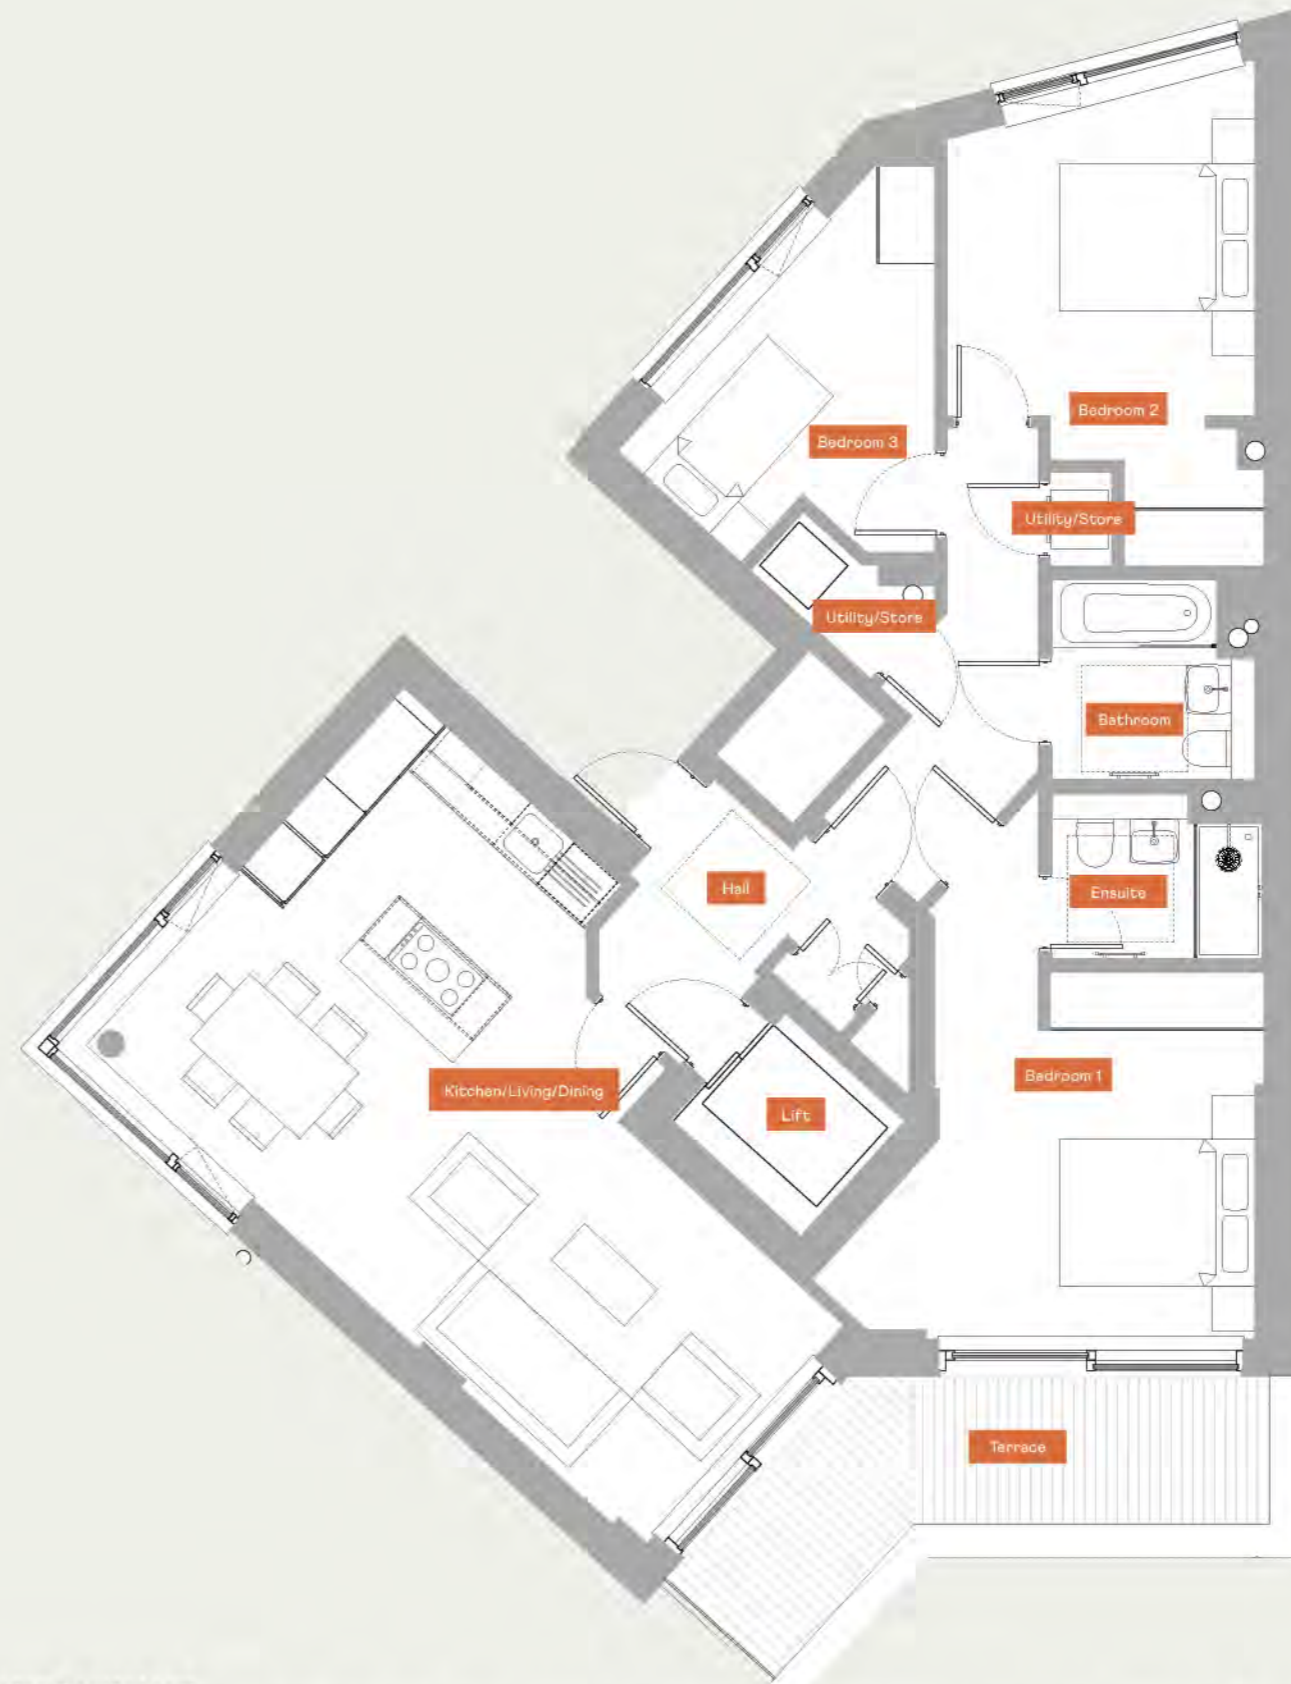 Bedroom 2
Bedroom 3
Utility/Store
Utility/Store
Bathroom
Hall
Ensuite
Bedroom 1
Kitchen/Living/Dining
Lift
Terrace